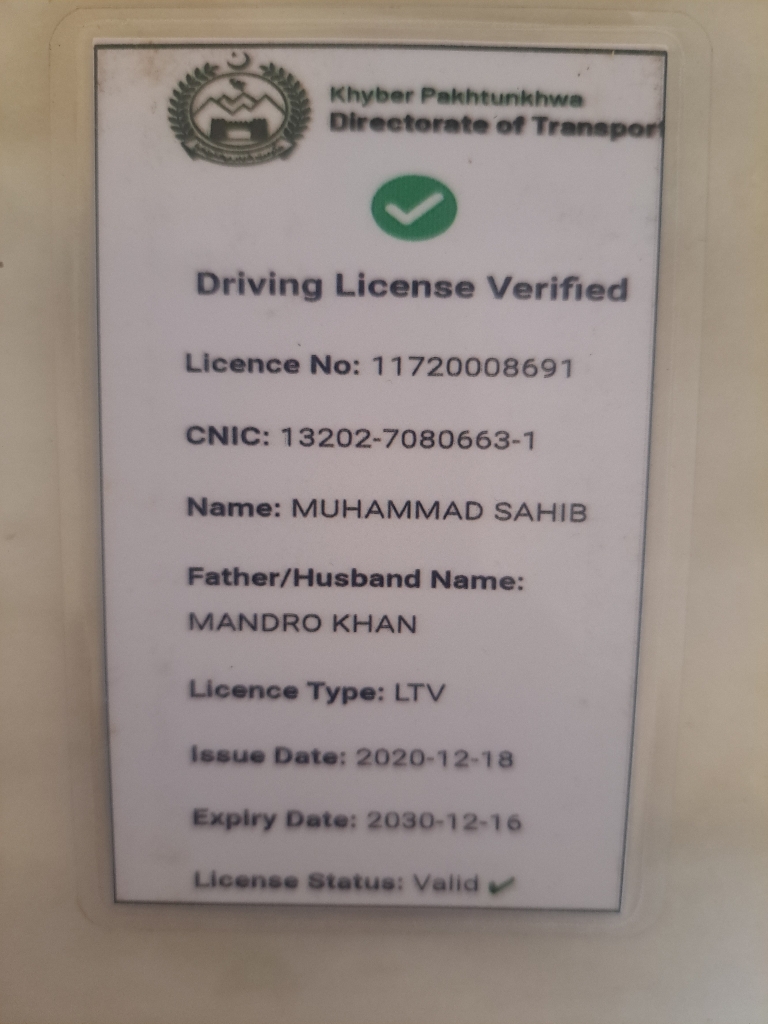 Khyber Pakhtunkhwa
Directorate of Transport
Driving License Verified
Licence No: 11720008691
CNIC: 13202-7080663-1
Name: MUHAMMAD SAHIB
Father/Husband Name:
MANDRO KHAN
Licence Type: LTV
Issue Date: 2020-12-18
Expiry Date: 2030-12-16
License Status: Valid